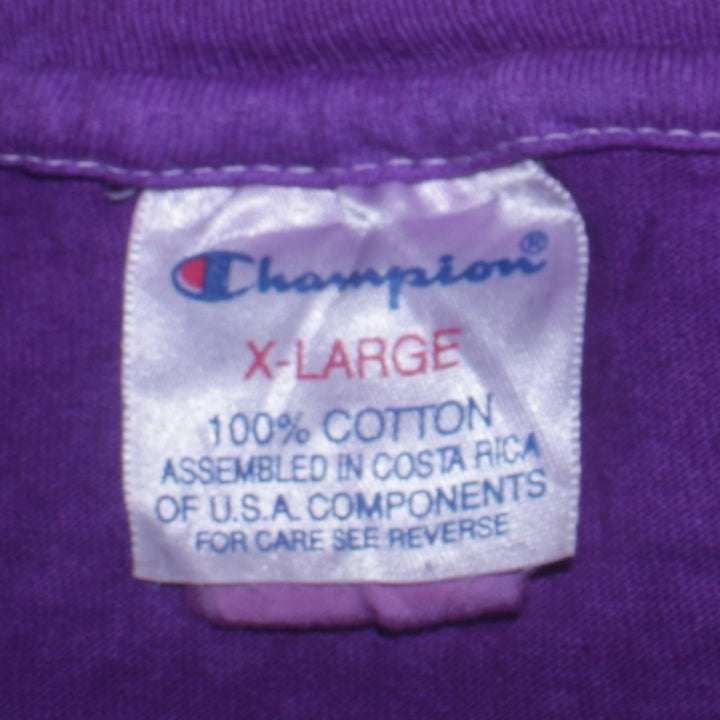 Champion®
X-LARGE
100% COTTON
ASSEMBLED IN COSTA RICA
OF U.S.A. COMPONENTS
FOR CARE SEE REVERSE